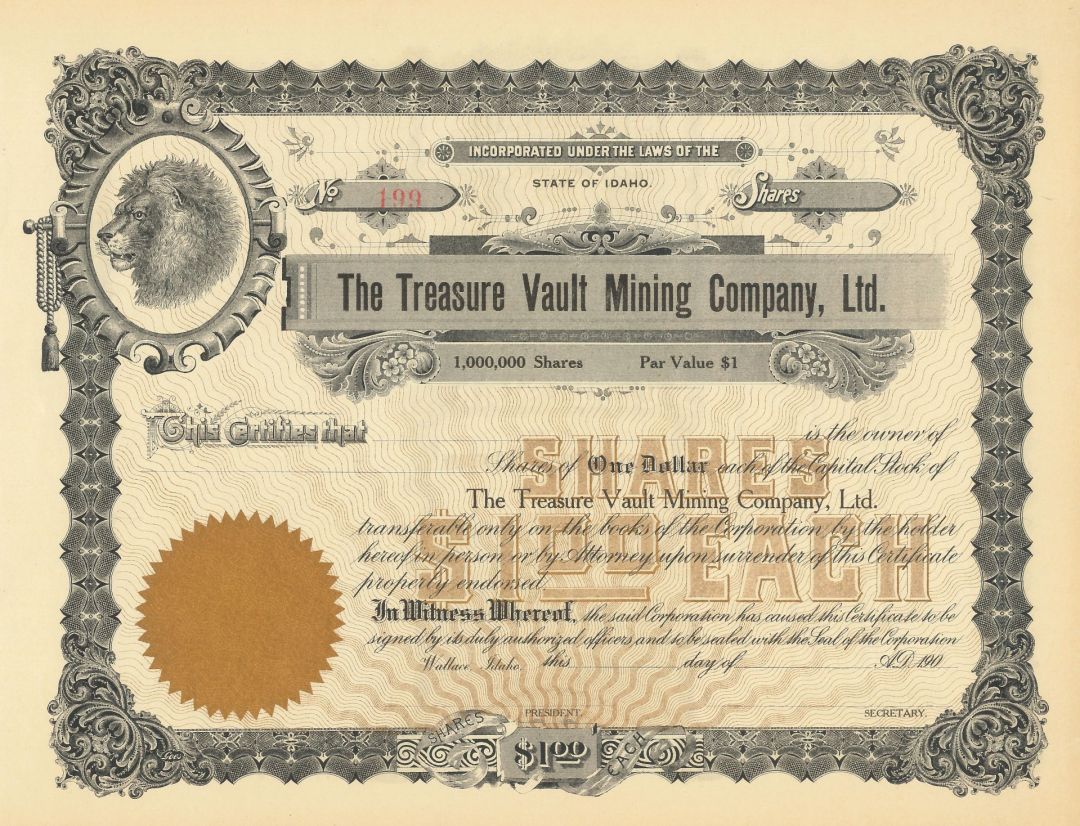 INCORPORATED UNDER THE LAWS OF THE
STATE OF IDAHO.
No 199 Shares
The Treasure Vault Mining Company, Ltd.
1,000,000 Shares Par Value $1
This Certifies that is the owner of
Shares of One Dollar each of the Capital Stock of
The Treasure Vault Mining Company, Ltd.
transferable only on the books of the Corporation by the holder
hereof in person or by Attorney upon surrender of this Certificate
properly endorsed
In Witness Whereof, the said Corporation has caused this Certificate to be
signed by its duly authorized officers and to be sealed with the Seal of the Corporation
Wallace, Idaho, this day of A.D. 190
SHARES
$1.00 EACH
PRESIDENT. SECRETARY.
SHARES $1.00 EACH